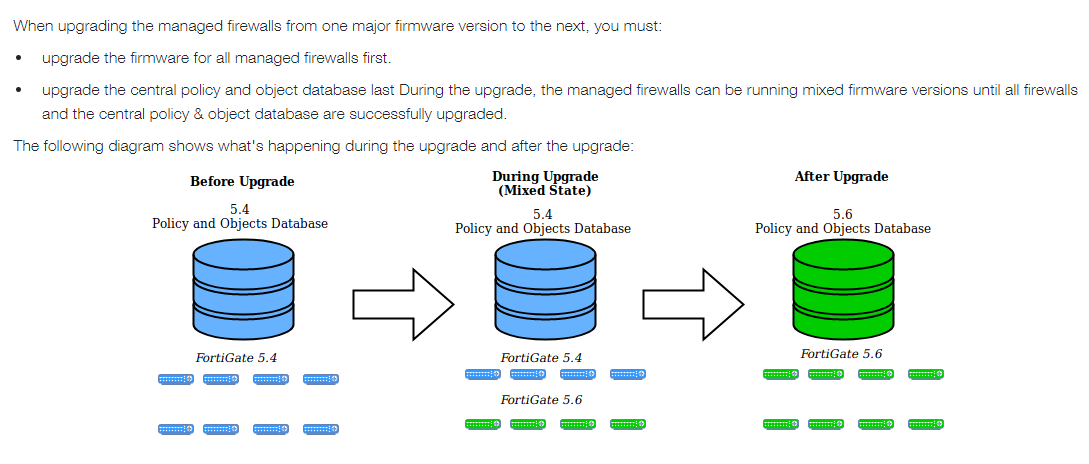 When upgrading the managed firewalls from one major firmware version to the next, you must:
• upgrade the firmware for all managed firewalls first.
• upgrade the central policy and object database last During the upgrade, the managed firewalls can be running mixed firmware versions until all firewalls
and the central policy & object database are successfully upgraded.
The following diagram shows what's happening during the upgrade and after the upgrade:
Before Upgrade
5.4
Policy and Objects Database
FortiGate 5.4
During Upgrade
(Mixed State)
5.4
Policy and Objects Database
FortiGate 5.4
FortiGate 5.6
After Upgrade
5.6
Policy and Objects Database
FortiGate 5.6